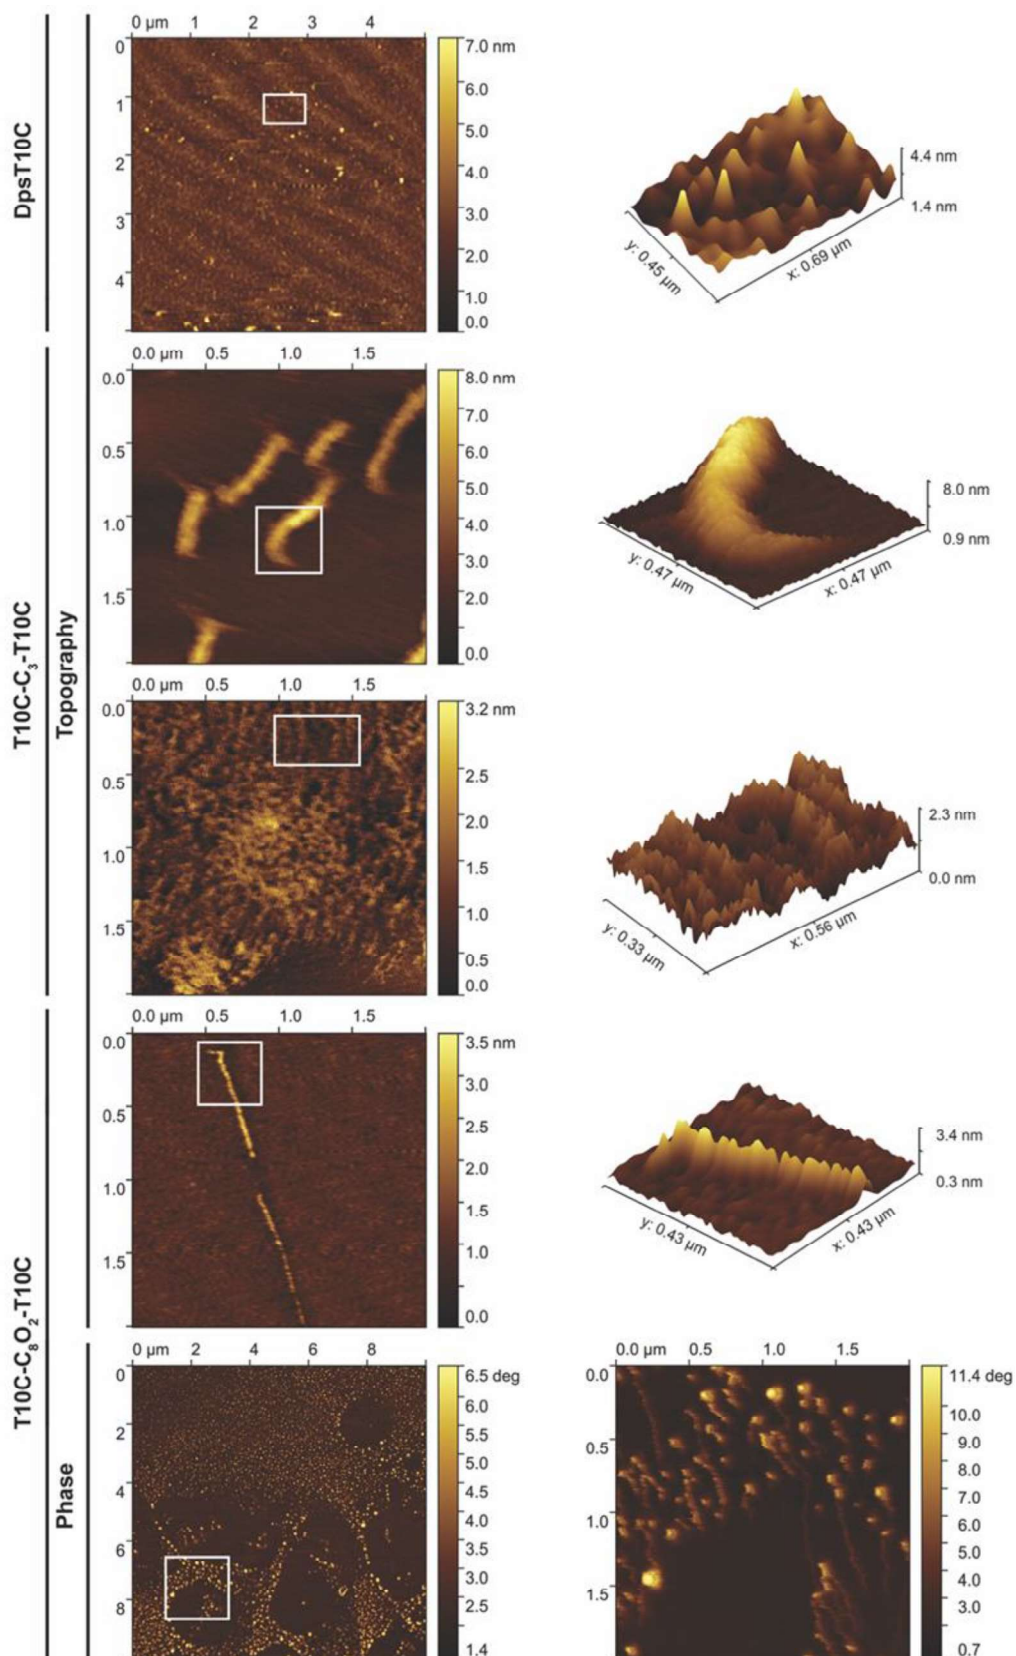 DpsT10C
T10C-C3-T10C
T10C-C8O2-T10C
Topography
Phase
0 µm 1 2 3 4
0
1
2
3
4
7.0 nm
6.0
5.0
4.0
3.0
2.0
1.0
0.0
4.4 nm
1.4 nm
y: 0.45 µm
x: 0.69 µm
0.0 µm 0.5 1.0 1.5
0.0
0.5
1.0
1.5
8.0 nm
7.0
6.0
5.0
4.0
3.0
2.0
0.0
8.0 nm
0.9 nm
y: 0.47 µm
x: 0.47 µm
0.0 µm 0.5 1.0 1.5
0.0
0.5
1.0
1.5
3.2 nm
2.5
2.0
1.5
1.0
0.5
0.0
2.3 nm
0.0 nm
y: 0.33 µm
x: 0.56 µm
0.0 µm 0.5 1.0 1.5
0.0
0.5
1.0
1.5
3.5 nm
3.0
2.5
2.0
1.5
1.0
0.0
3.4 nm
0.3 nm
y: 0.43 µm
x: 0.43 µm
0 µm 2 4 6 8
0
2
4
6
8
6.5 deg
6.0
5.5
5.0
4.5
4.0
3.5
3.0
2.5
1.4
0.0 µm 0.5 1.0 1.5
0.0
0.5
1.0
1.5
11.4 deg
10.0
9.0
8.0
7.0
6.0
5.0
4.0
3.0
0.7